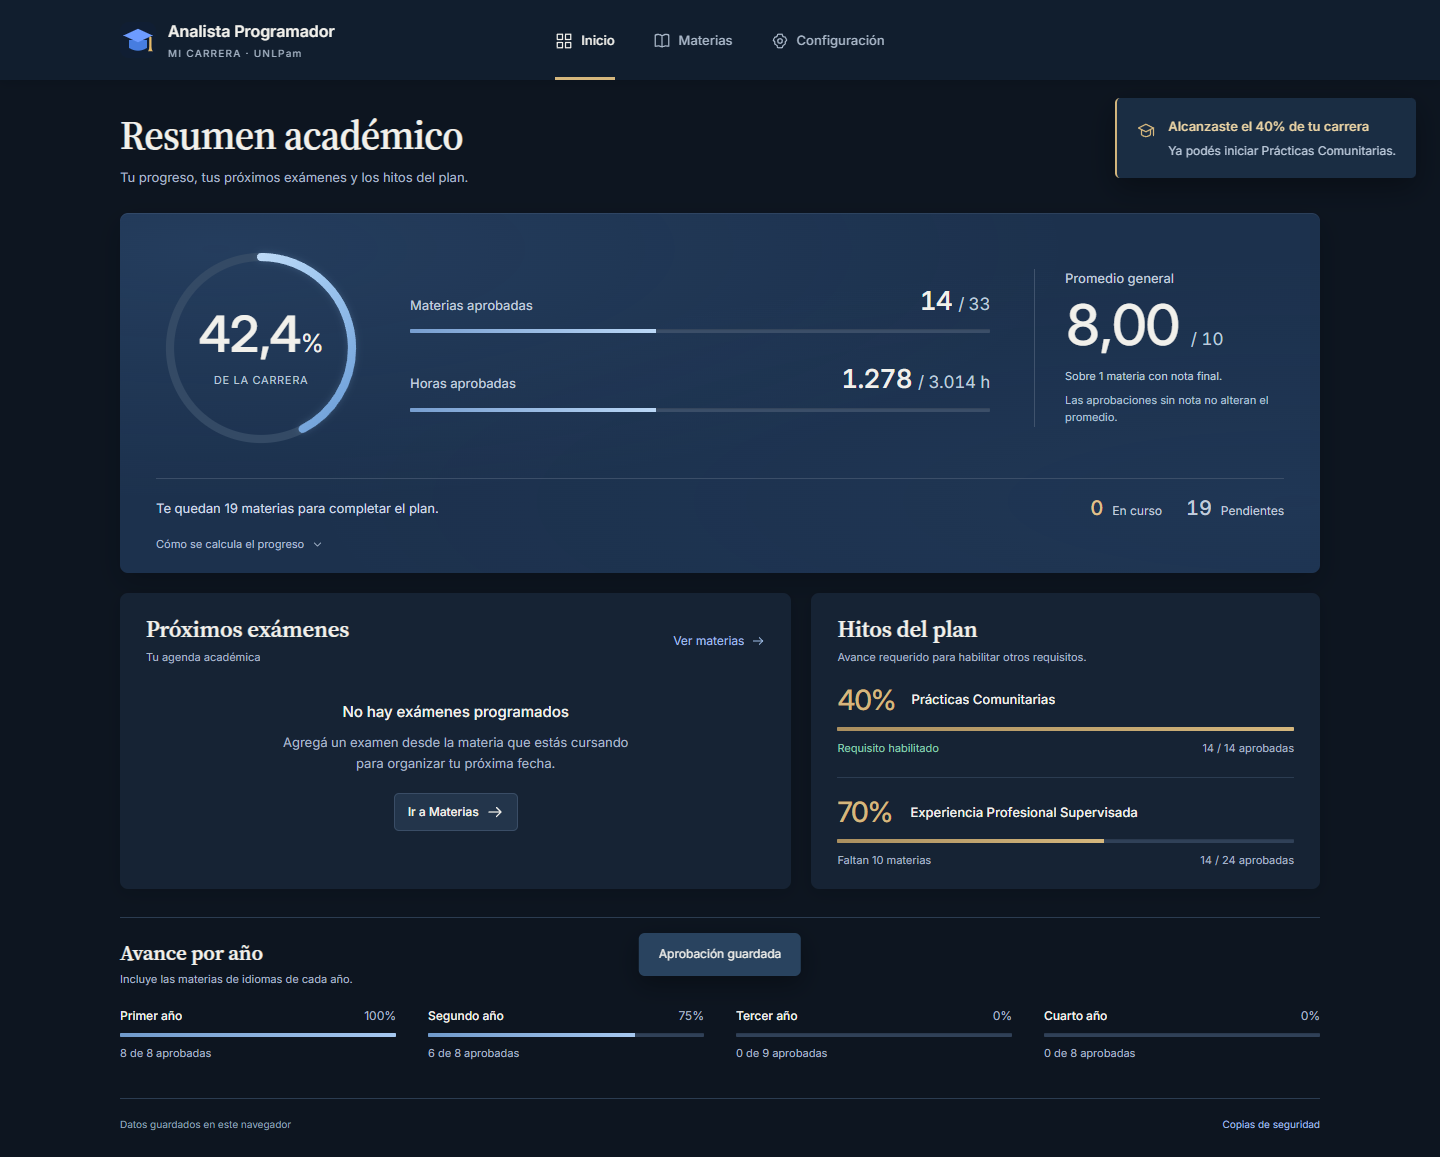 Analista Programador
MI CARRERA · UNLPam
Inicio
Materias
Configuración
Resumen académico
Tu progreso, tus próximos exámenes y los hitos del plan.
Alcanzaste el 40% de tu carrera
Ya podés iniciar Prácticas Comunitarias.
42,4%
DE LA CARRERA
Materias aprobadas
14 / 33
Horas aprobadas
1.278 / 3.014 h
Promedio general
8,00 / 10
Sobre 1 materia con nota final.
Las aprobaciones sin nota no alteran el
promedio.
Te quedan 19 materias para completar el plan.
0 En curso
19 Pendientes
Cómo se calcula el progreso
Próximos exámenes
Tu agenda académica
Ver materias →
No hay exámenes programados
Agregá un examen desde la materia que estás cursando
para organizar tu próxima fecha.
Ir a Materias →
Hitos del plan
Avance requerido para habilitar otros requisitos.
40% Prácticas Comunitarias
Requisito habilitado
14 / 14 aprobadas
70% Experiencia Profesional Supervisada
Faltan 10 materias
14 / 24 aprobadas
Avance por año
Incluye las materias de idiomas de cada año.
Aprobación guardada
Primer año 100%
8 de 8 aprobadas
Segundo año 75%
6 de 8 aprobadas
Tercer año 0%
0 de 9 aprobadas
Cuarto año 0%
0 de 8 aprobadas
Datos guardados en este navegador
Copias de seguridad